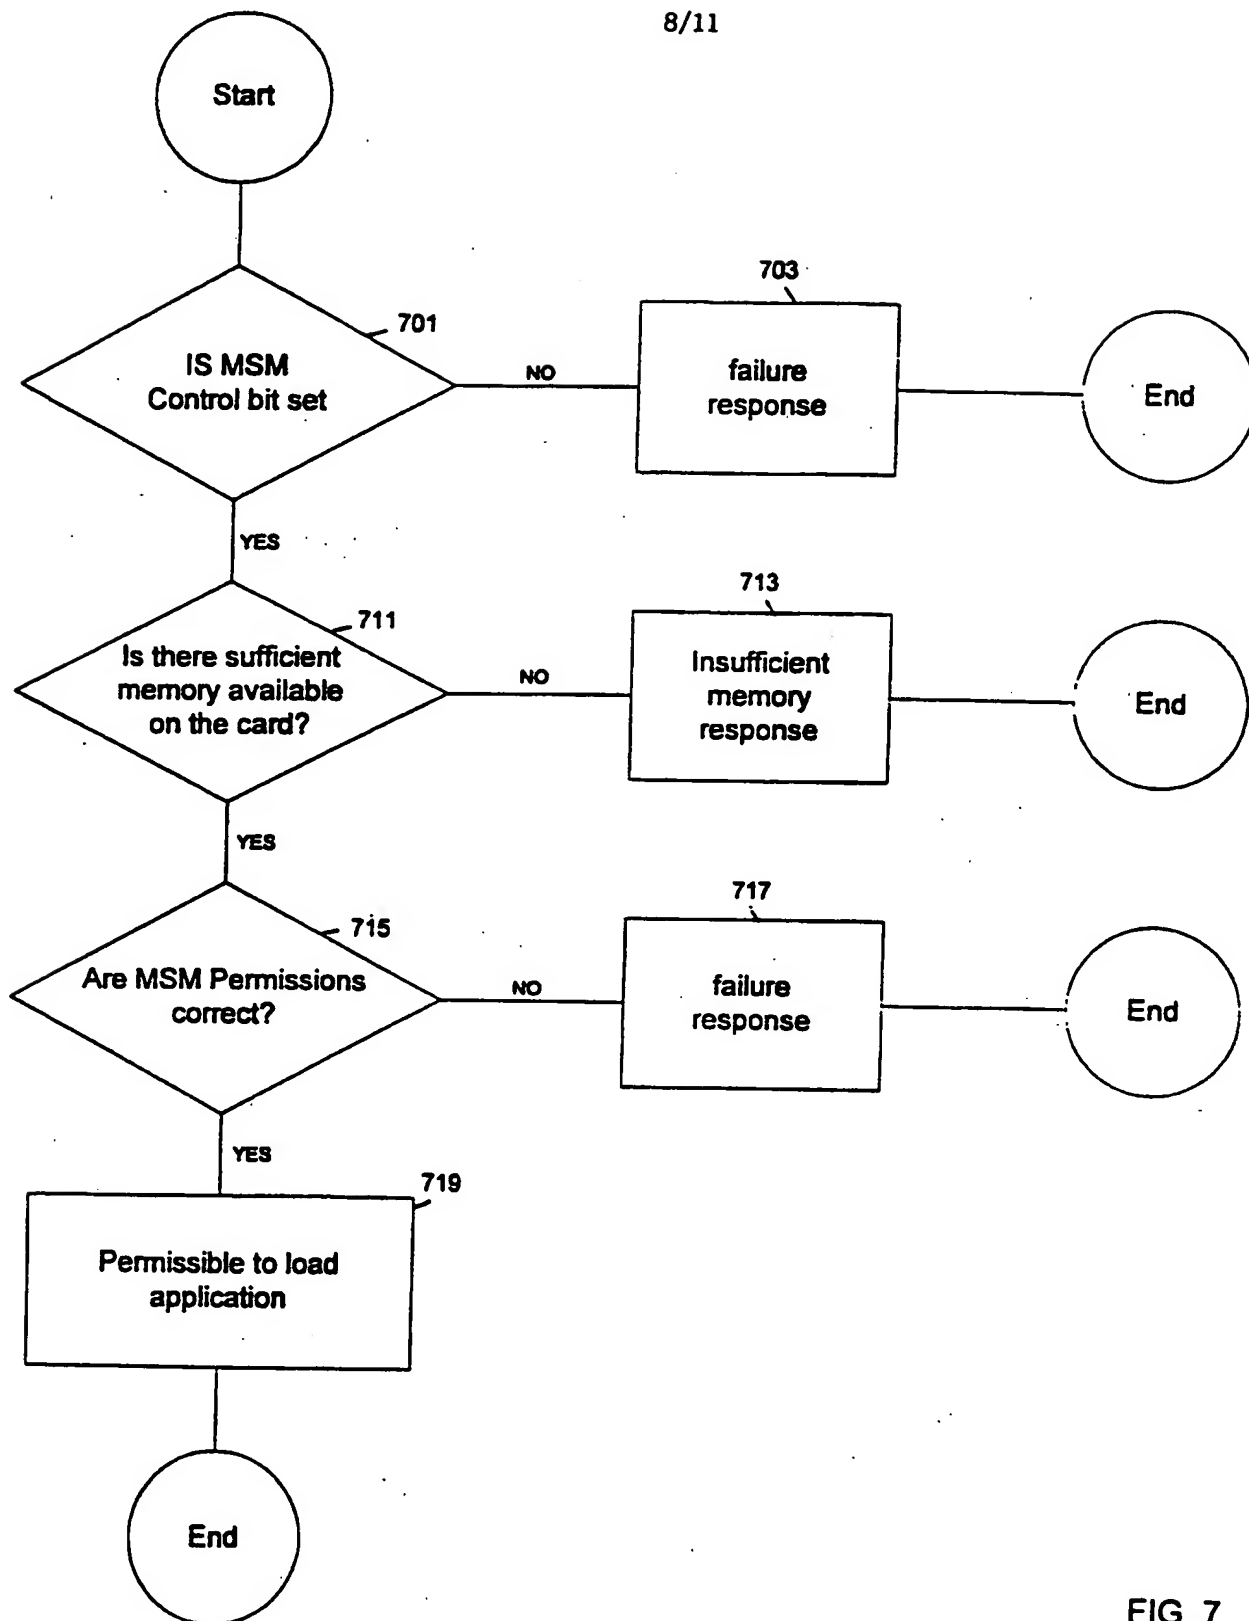 8/11
Start
701
IS MSM
Control bit set
NO
703
failure
response
End
YES
711
Is there sufficient
memory available
on the card?
NO
713
Insufficient
memory
response
End
YES
715
Are MSM Permissions
correct?
NO
717
failure
response
End
YES
719
Permissible to load
application
End
FIG. 7